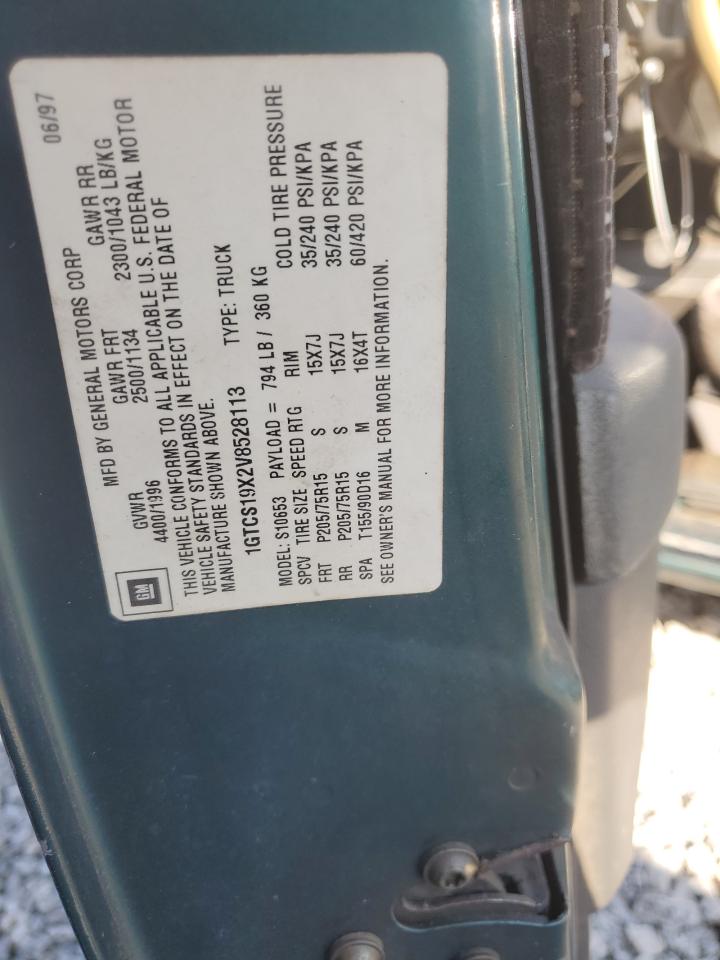 MFD BY GENERAL MOTORS CORP 06/97
GVWR GAWR FRT GAWR RR
4400/1996 2500/1134 2300/1043 LB/KG
THIS VEHICLE CONFORMS TO ALL APPLICABLE U.S. FEDERAL MOTOR
VEHICLE SAFETY STANDARDS IN EFFECT ON THE DATE OF
MANUFACTURE SHOWN ABOVE.
1GTCS19X2V8528113 TYPE: TRUCK
MODEL: S10653 PAYLOAD = 794 LB / 360 KG
SPCV TIRE SIZE SPEED RTG RIM COLD TIRE PRESSURE
FRT P205/75R15 S 15X7J 35/240 PSI/KPA
RR P205/75R15 S 15X7J 35/240 PSI/KPA
SPA T155/90D16 M 16X4T 60/420 PSI/KPA
SEE OWNER'S MANUAL FOR MORE INFORMATION.
GM